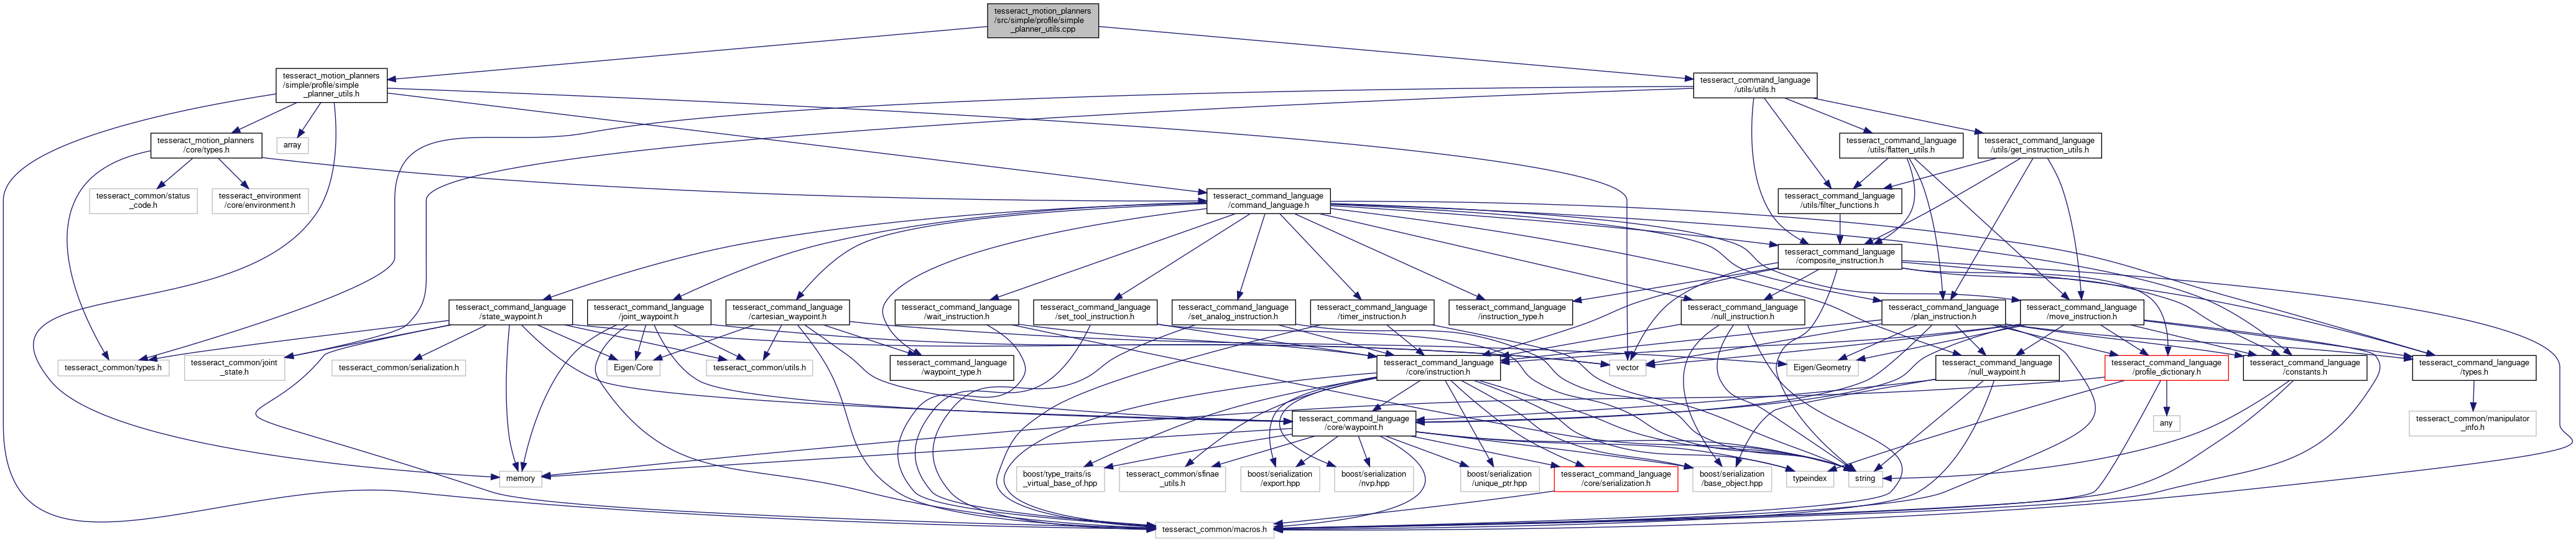 tesseract_motion_planners
/src/simple/profile/simple
_planner_utils.cpp
tesseract_motion_planners
/simple/profile/simple
_planner_utils.h
tesseract_command_language
/utils/utils.h
tesseract_motion_planners
/core/types.h
array
tesseract_command_language
/utils/flatten_utils.h
tesseract_command_language
/utils/get_instruction_utils.h
tesseract_common/status
_code.h
tesseract_environment
/core/environment.h
tesseract_command_language
/command_language.h
tesseract_command_language
/utils/filter_functions.h
tesseract_command_language
/composite_instruction.h
tesseract_command_language
/state_waypoint.h
tesseract_command_language
/joint_waypoint.h
tesseract_command_language
/cartesian_waypoint.h
tesseract_command_language
/wait_instruction.h
tesseract_command_language
/set_tool_instruction.h
tesseract_command_language
/set_analog_instruction.h
tesseract_command_language
/timer_instruction.h
tesseract_command_language
/instruction_type.h
tesseract_command_language
/null_instruction.h
tesseract_command_language
/plan_instruction.h
tesseract_command_language
/move_instruction.h
tesseract_common/types.h
tesseract_common/joint
_state.h
tesseract_common/serialization.h
Eigen/Core
tesseract_common/utils.h
tesseract_command_language
/waypoint_type.h
tesseract_command_language
/core/instruction.h
vector
Eigen/Geometry
tesseract_command_language
/null_waypoint.h
tesseract_command_language
/profile_dictionary.h
tesseract_command_language
/constants.h
tesseract_command_language
/types.h
tesseract_command_language
/core/waypoint.h
any
tesseract_common/manipulator
_info.h
memory
boost/type_traits/is
_virtual_base_of.hpp
tesseract_common/sfinae
_utils.h
boost/serialization
/export.hpp
boost/serialization
/nvp.hpp
boost/serialization
/unique_ptr.hpp
tesseract_command_language
/core/serialization.h
boost/serialization
/base_object.hpp
typeindex
string
tesseract_common/macros.h